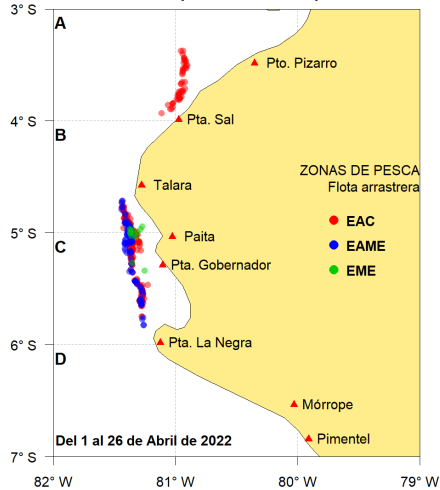 3° S
A
Pto. Pizarro
4° S
Pta. Sal
B
ZONAS DE PESCA
Flota arrastrera
Talara
EAC
5° S
Paita
C
EAME
Pta. Gobernador
EME
6° S
Pta. La Negra
D
Mórrope
Del 1 al 26 de Abril de 2022
Pimentel
7° S
82° W
81° W
80° W
79° W